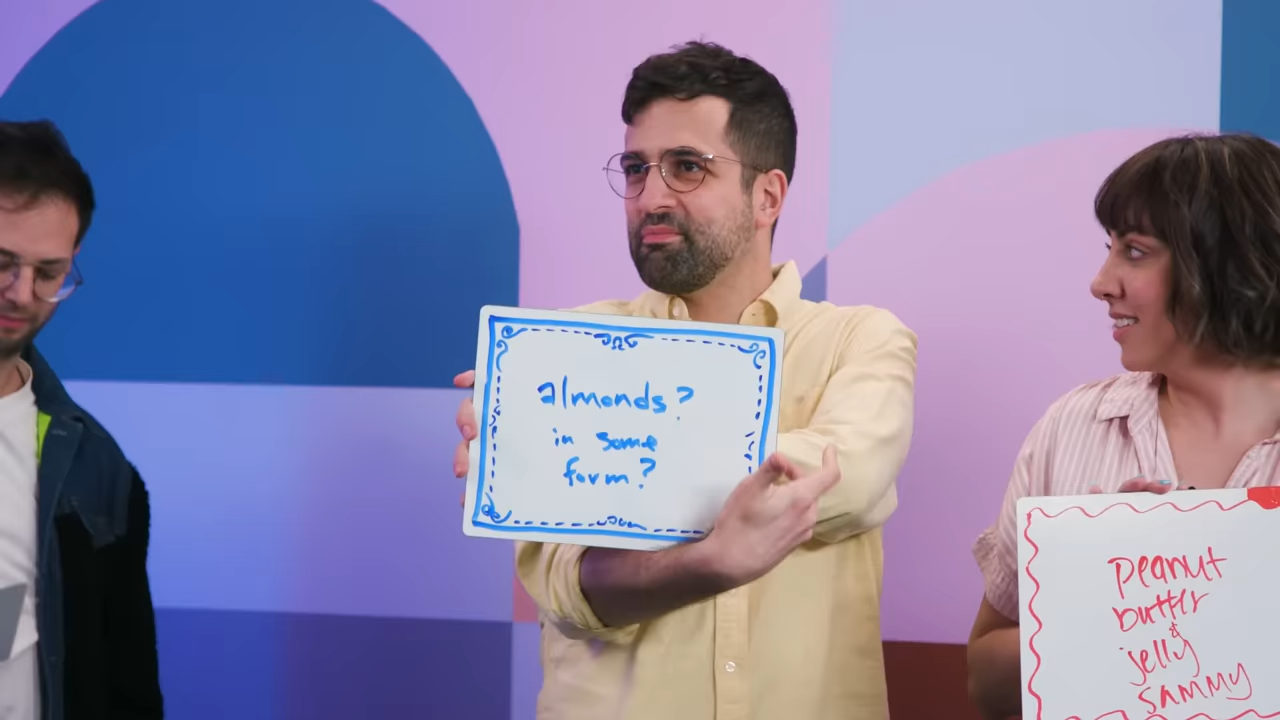 almonds?
in some
form?
peanut
butter
&
jelly
sammy